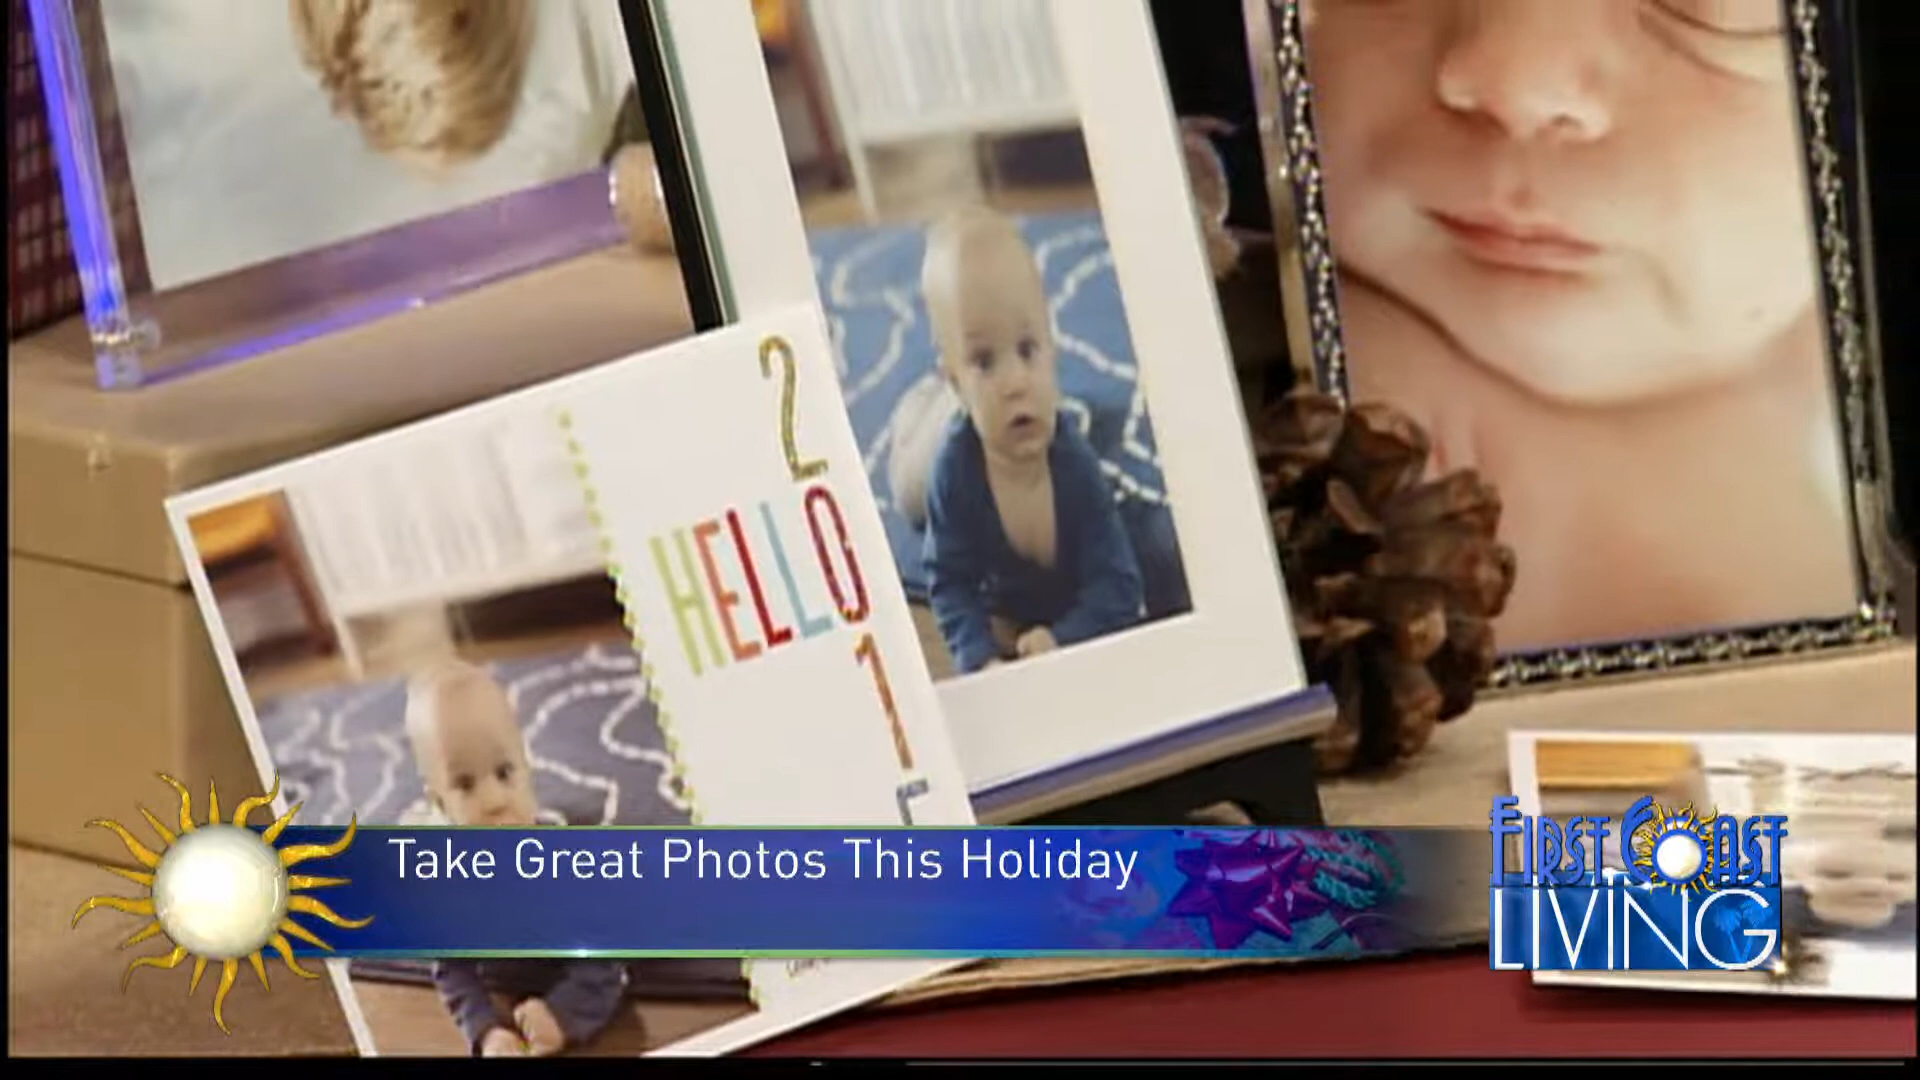 2
HELLO
1
Take Great Photos This Holiday
FIRST COAST
LIVING